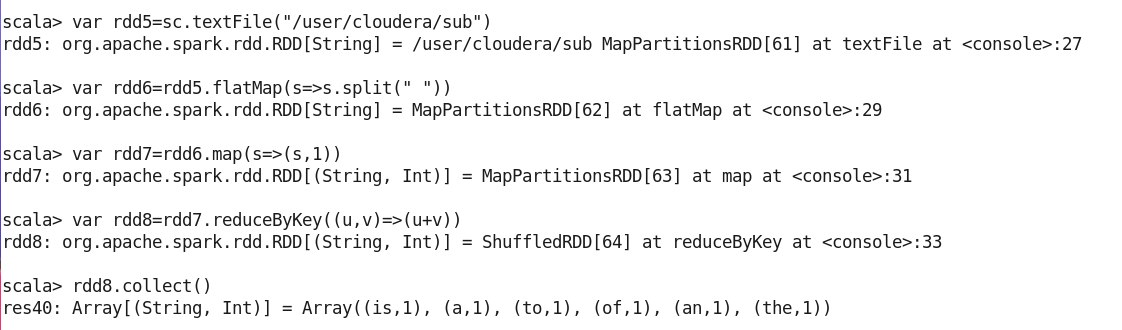 scala> var rdd5=sc.textFile("/user/cloudera/sub")
rdd5: org.apache.spark.rdd.RDD[String] = /user/cloudera/sub MapPartitionsRDD[61] at textFile at <console>:27
scala> var rdd6=rdd5.flatMap(s=>s.split(" "))
rdd6: org.apache.spark.rdd.RDD[String] = MapPartitionsRDD[62] at flatMap at <console>:29
scala> var rdd7=rdd6.map(s=>(s,1))
rdd7: org.apache.spark.rdd.RDD[(String, Int)] = MapPartitionsRDD[63] at map at <console>:31
scala> var rdd8=rdd7.reduceByKey((u,v)=>(u+v))
rdd8: org.apache.spark.rdd.RDD[(String, Int)] = ShuffledRDD[64] at reduceByKey at <console>:33
scala> rdd8.collect()
res40: Array[(String, Int)] = Array((is,1), (a,1), (to,1), (of,1), (an,1), (the,1))